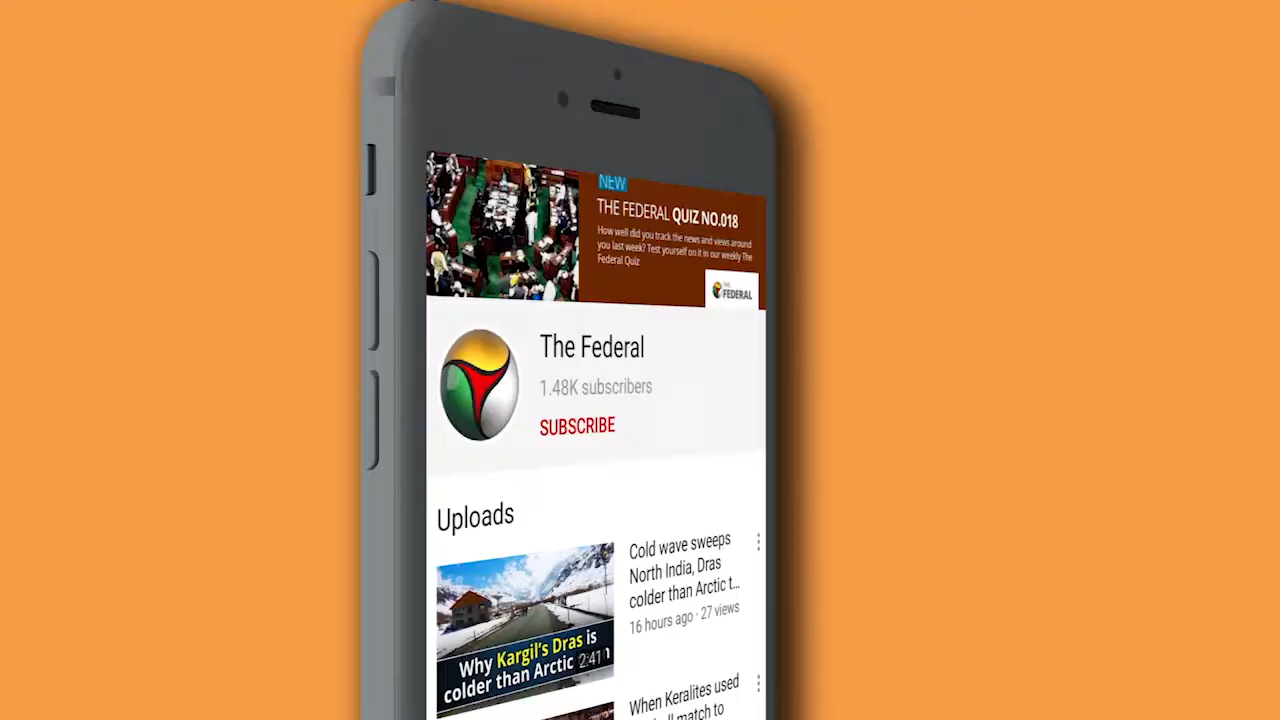 NEW
THE FEDERAL QUIZ NO.018
How well did you track the news and views around
you last week? Test yourself on it in our weekly The
Federal Quiz
THE
FEDERAL
The Federal
1.48K subscribers
SUBSCRIBE
Uploads
Cold wave sweeps
North India, Dras
colder than Arctic t...
16 hours ago · 27 views
Why Kargil's Dras is
colder than Arctic
2:41
When Keralites used
match to